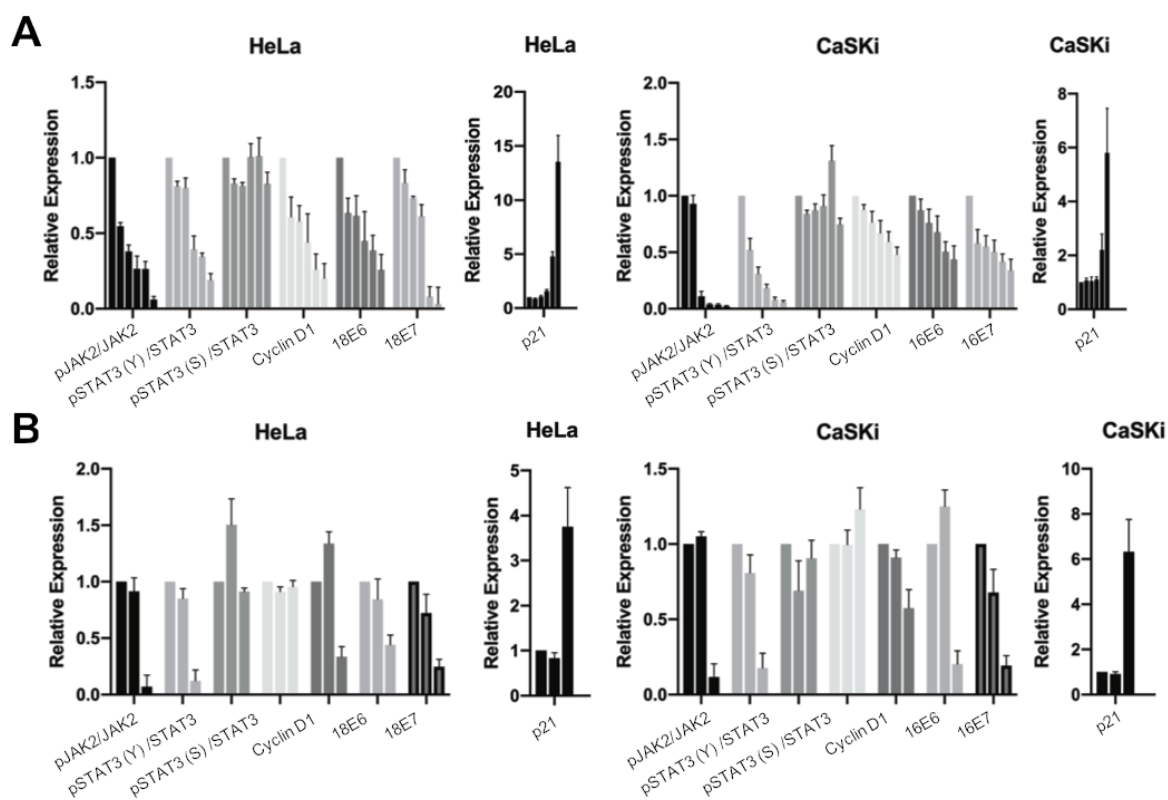 A
HeLa
Relative Expression
1.5
1.0
0.5
0.0
pJAK2/JAK2
pSTAT3 (Y) /STAT3
pSTAT3 (S) /STAT3
Cyclin D1
18E6
18E7
HeLa
Relative Expression
20
15
10
5
0
p21
CaSKi
Relative Expression
2.0
1.5
1.0
0.5
0.0
pJAK2/JAK2
pSTAT3 (Y) /STAT3
pSTAT3 (S) /STAT3
Cyclin D1
16E6
16E7
CaSKi
Relative Expression
8
6
4
2
0
p21
B
HeLa
Relative Expression
2.0
1.5
1.0
0.5
0.0
pJAK2/JAK2
pSTAT3 (Y) /STAT3
pSTAT3 (S) /STAT3
Cyclin D1
18E6
18E7
HeLa
Relative Expression
5
4
3
2
1
0
p21
CaSKi
Relative Expression
1.5
1.0
0.5
0.0
pJAK2/JAK2
pSTAT3 (Y) /STAT3
pSTAT3 (S) /STAT3
Cyclin D1
16E6
16E7
CaSKi
Relative Expression
10
8
6
4
2
0
p21